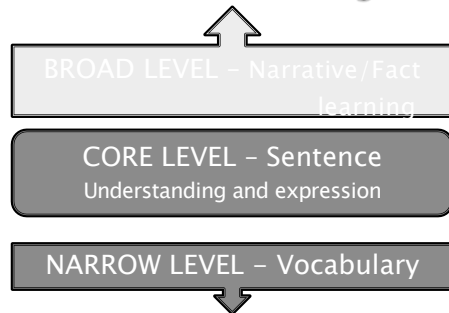 BROAD LEVEL – Narrative/Fact
learning
CORE LEVEL – Sentence
Understanding and expression
NARROW LEVEL – Vocabulary